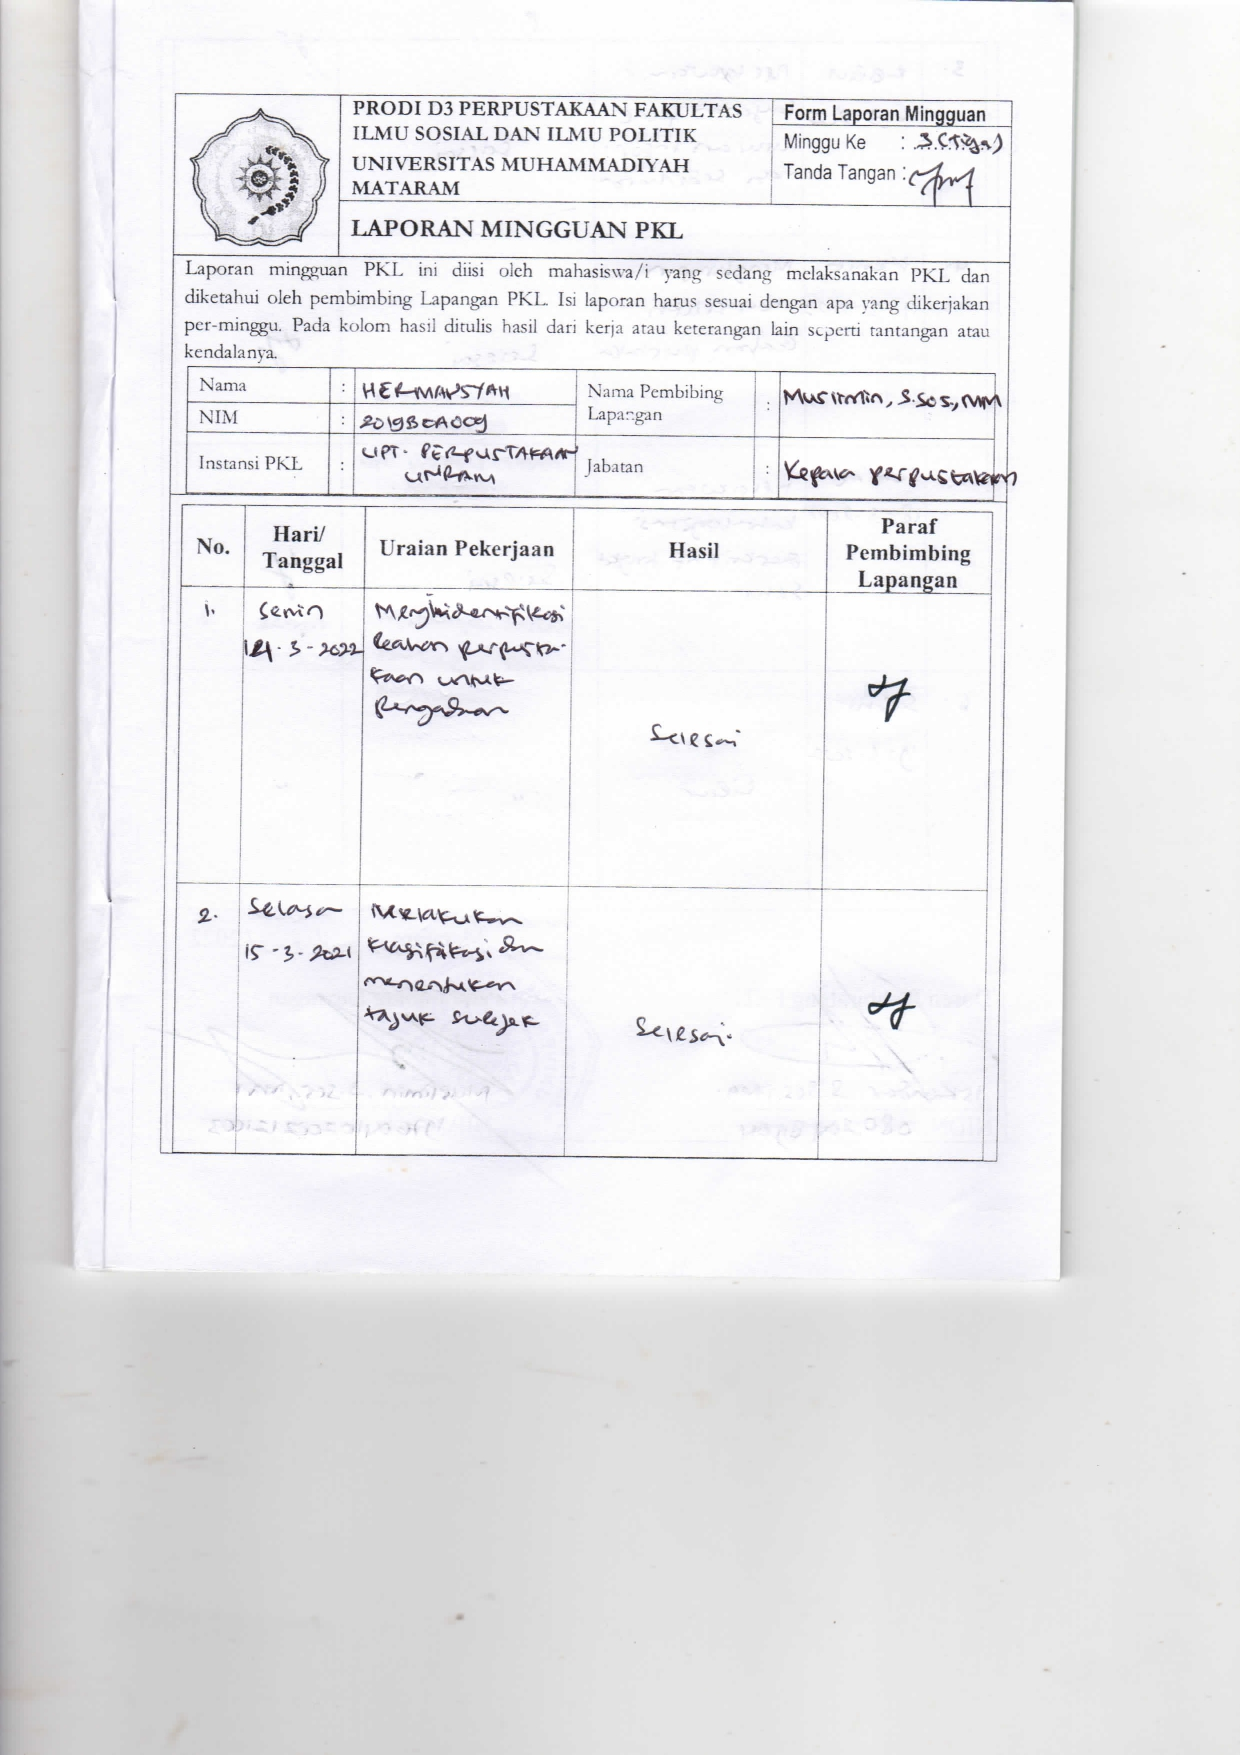 PRODI D3 PERPUSTAKAAN FAKULTAS
ILMU SOSIAL DAN ILMU POLITIK
UNIVERSITAS MUHAMMADIYAH
MATARAM
Form Laporan Mingguan
Minggu Ke : 3 (Tiga)
Tanda Tangan :
LAPORAN MINGGUAN PKL
Laporan mingguan PKL ini diisi oleh mahasiswa/i yang sedang melaksanakan PKL dan
diketahui oleh pembimbing Lapangan PKL. Isi laporan harus sesuai dengan apa yang dikerjakan
per-minggu. Pada kolom hasil ditulis hasil dari kerja atau keterangan lain seperti tantangan atau
kendalanya.
Nama : HERMANSYAH
NIM :
Nama Pembibing
Lapangan : Muslimin, S.Sos., MM
Instansi PKL : UPT. PERPUSTAKAAN
UNRAM
Jabatan : Kepala perpustakaan
No.
Hari/
Tanggal
Uraian Pekerjaan
Hasil
Paraf
Pembimbing
Lapangan
1.
Senin
14-3-2022
Mengidentifikasi
bahan perpusta-
kaan untuk
Pengadaan
Selesai
2.
Selasa
15-3-2021
Melakukan
klasifikasi dan
menentukan
tajuk subjek
Selesai.